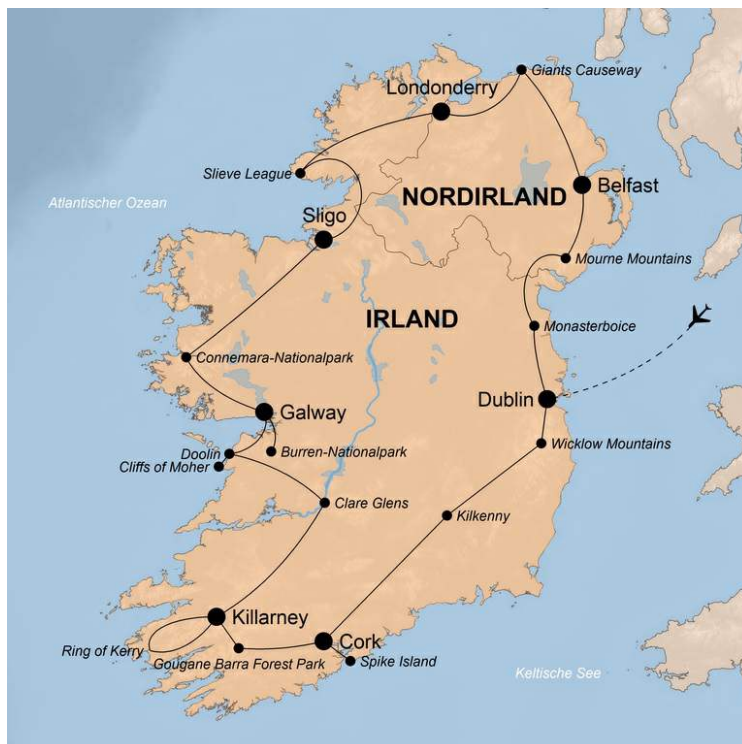 Giants Causeway
Londonderry
Slieve League
Belfast
NORDIRLAND
Atlantischer Ozean
Sligo
Mourne Mountains
IRLAND
Monasterboice
Connemara-Nationalpark
Dublin
Galway
Wicklow Mountains
Doolin
Burren-Nationalpark
Cliffs of Moher
Clare Glens
Kilkenny
Killarney
Cork
Ring of Kerry
Gougane Barra Forest Park
Spike Island
Keltische See